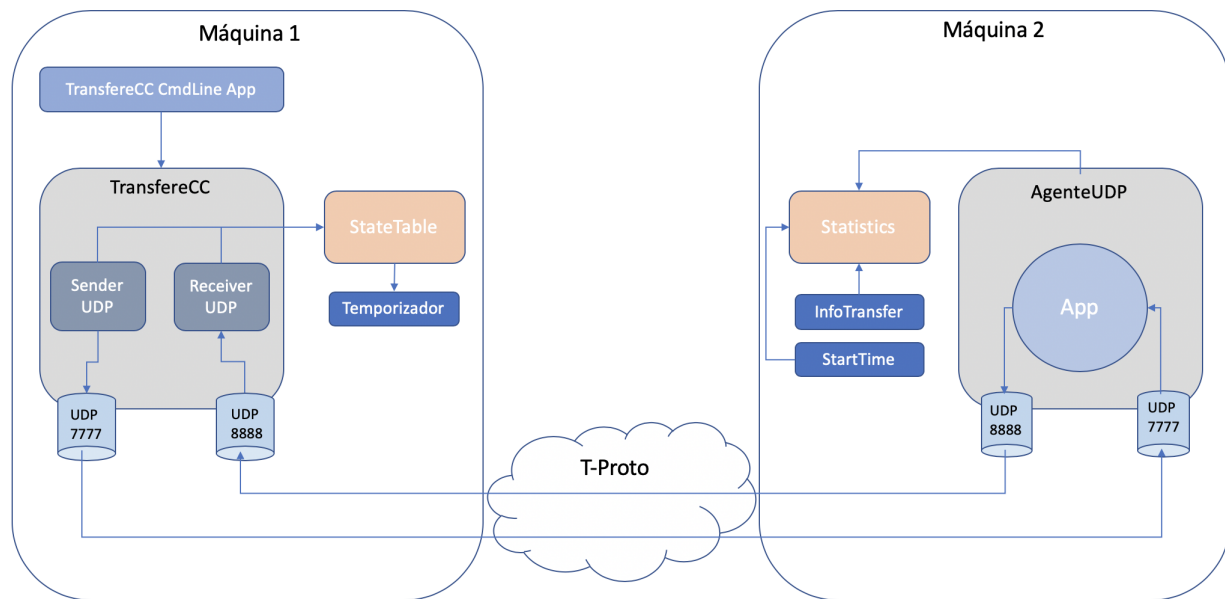 Máquina 1
TransfereCC CmdLine App
TransfereCC
StateTable
Sender
UDP
Receiver
UDP
Temporizador
UDP
7777
UDP
8888
T-Proto
Máquina 2
AgenteUDP
Statistics
App
InfoTransfer
StartTime
UDP
8888
UDP
7777